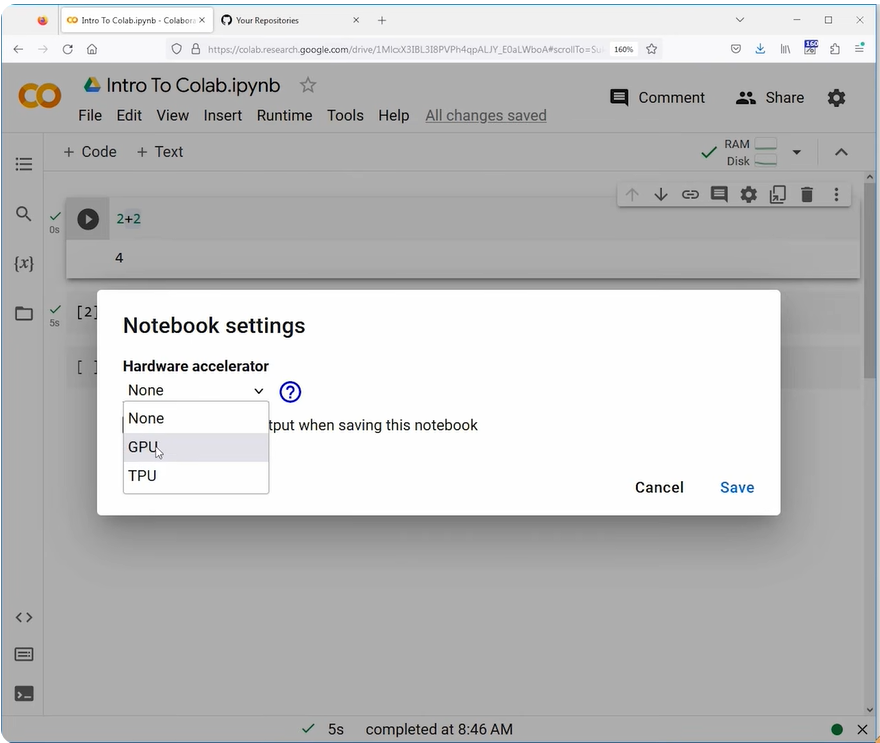 Intro To Colab.ipynb - Colabora
Your Repositories
https://colab.research.google.com/drive/
160%
160
Intro To Colab.ipynb
Comment
Share
File Edit View Insert Runtime Tools Help All changes saved
+ Code + Text
RAM
Disk
2+2
0s
{x}
4
[2]
5s
[ ]
Notebook settings
Hardware accelerator
None
?
None
tput when saving this notebook
GPU
TPU
Cancel
Save
5s completed at 8:46 AM